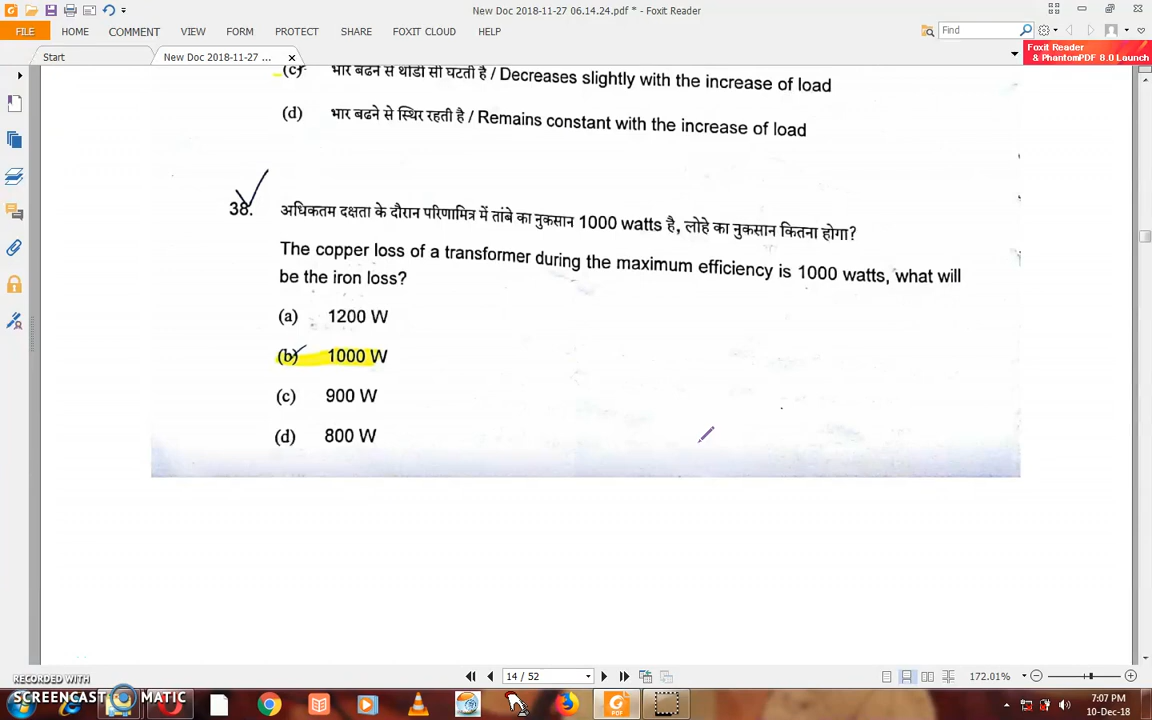 New Doc 2018-11-27 06.14.24.pdf * - Foxit Reader
FILE HOME COMMENT VIEW FORM PROTECT SHARE FOXIT CLOUD HELP Find
Foxit Reader
& PhantomPDF 8.0 Launch
Start New Doc 2018-11-27 ...
(c) भार बढने से थोडी सी घटती है / Decreases slightly with the increase of load
(d) भार बढने से स्थिर रहती है / Remains constant with the increase of load
38. अधिकतम दक्षता के दौरान परिणामित्र में तांबे का नुकसान 1000 watts है, लोहे का नुकसान कितना होगा?
The copper loss of a transformer during the maximum efficiency is 1000 watts, what will
be the iron loss?
(a) 1200 W
(b) 1000 W
(c) 900 W
(d) 800 W
14 / 52 172.01%
RECORDED WITH
SCREENCAST MATIC
7:07 PM
10-Dec-18